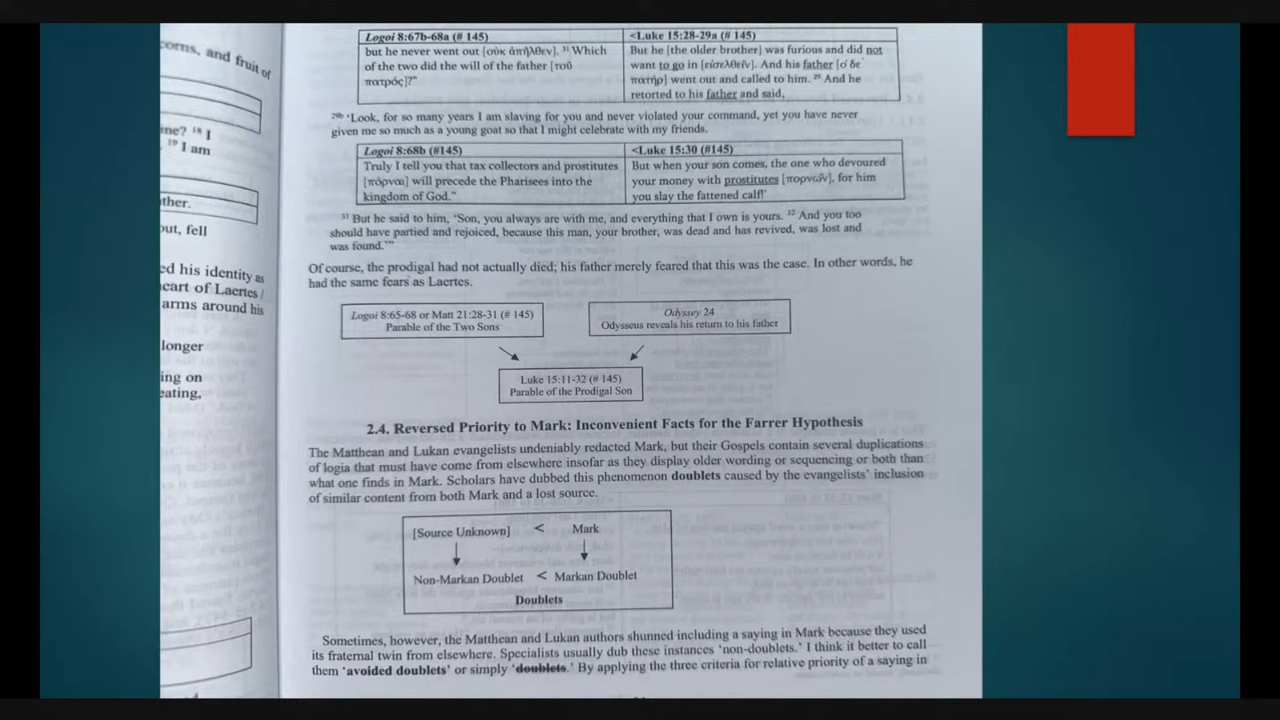 corns, and fruit of
me? 18 I
19 I am
ther.
out, fell
ed his identity as
eart of Laertes /
arms around his
longer
ing on
eating,
Logoi 8:67b-68a (# 145)
but he never went out [οὐκ ἀπῆλθεν]. 31 Which
of the two did the will of the father [τοῦ
πατρός]?"
<Luke 15:28-29a (# 145)
But he [the older brother] was furious and did not
want to go in [εἰσελθεῖν]. And his father [ὁ δὲ
πατὴρ] went out and called to him. 29 And he
retorted to his father and said,
29b 'Look, for so many years I am slaving for you and never violated your command, yet you have never
given me so much as a young goat so that I might celebrate with my friends.
Logoi 8:68b (#145)
Truly I tell you that tax collectors and prostitutes
[πόρναι] will precede the Pharisees into the
kingdom of God."
<Luke 15:30 (#145)
But when your son comes, the one who devoured
your money with prostitutes [πορνῶν], for him
you slay the fattened calf!'
31 But he said to him, 'Son, you always are with me, and everything that I own is yours. 32 And you too
should have partied and rejoiced, because this man, your brother, was dead and has revived, was lost and
was found.'"
Of course, the prodigal had not actually died; his father merely feared that this was the case. In other words, he
had the same fears as Laertes.
Logoi 8:65-68 or Matt 21:28-31 (# 145)
Parable of the Two Sons
Odyssey 24
Odysseus reveals his return to his father
Luke 15:11-32 (# 145)
Parable of the Prodigal Son
2.4. Reversed Priority to Mark: Inconvenient Facts for the Farrer Hypothesis
The Matthean and Lukan evangelists undeniably redacted Mark, but their Gospels contain several duplications
of logia that must have come from elsewhere insofar as they display older wording or sequencing or both than
what one finds in Mark. Scholars have dubbed this phenomenon doublets caused by the evangelists' inclusion
of similar content from both Mark and a lost source.
[Source Unknown] < Mark
Non-Markan Doublet < Markan Doublet
Doublets
Sometimes, however, the Matthean and Lukan authors shunned including a saying in Mark because they used
its fraternal twin from elsewhere. Specialists usually dub these instances 'non-doublets.' I think it better to call
them 'avoided doublets' or simply 'doublets.' By applying the three criteria for relative priority of a saying in